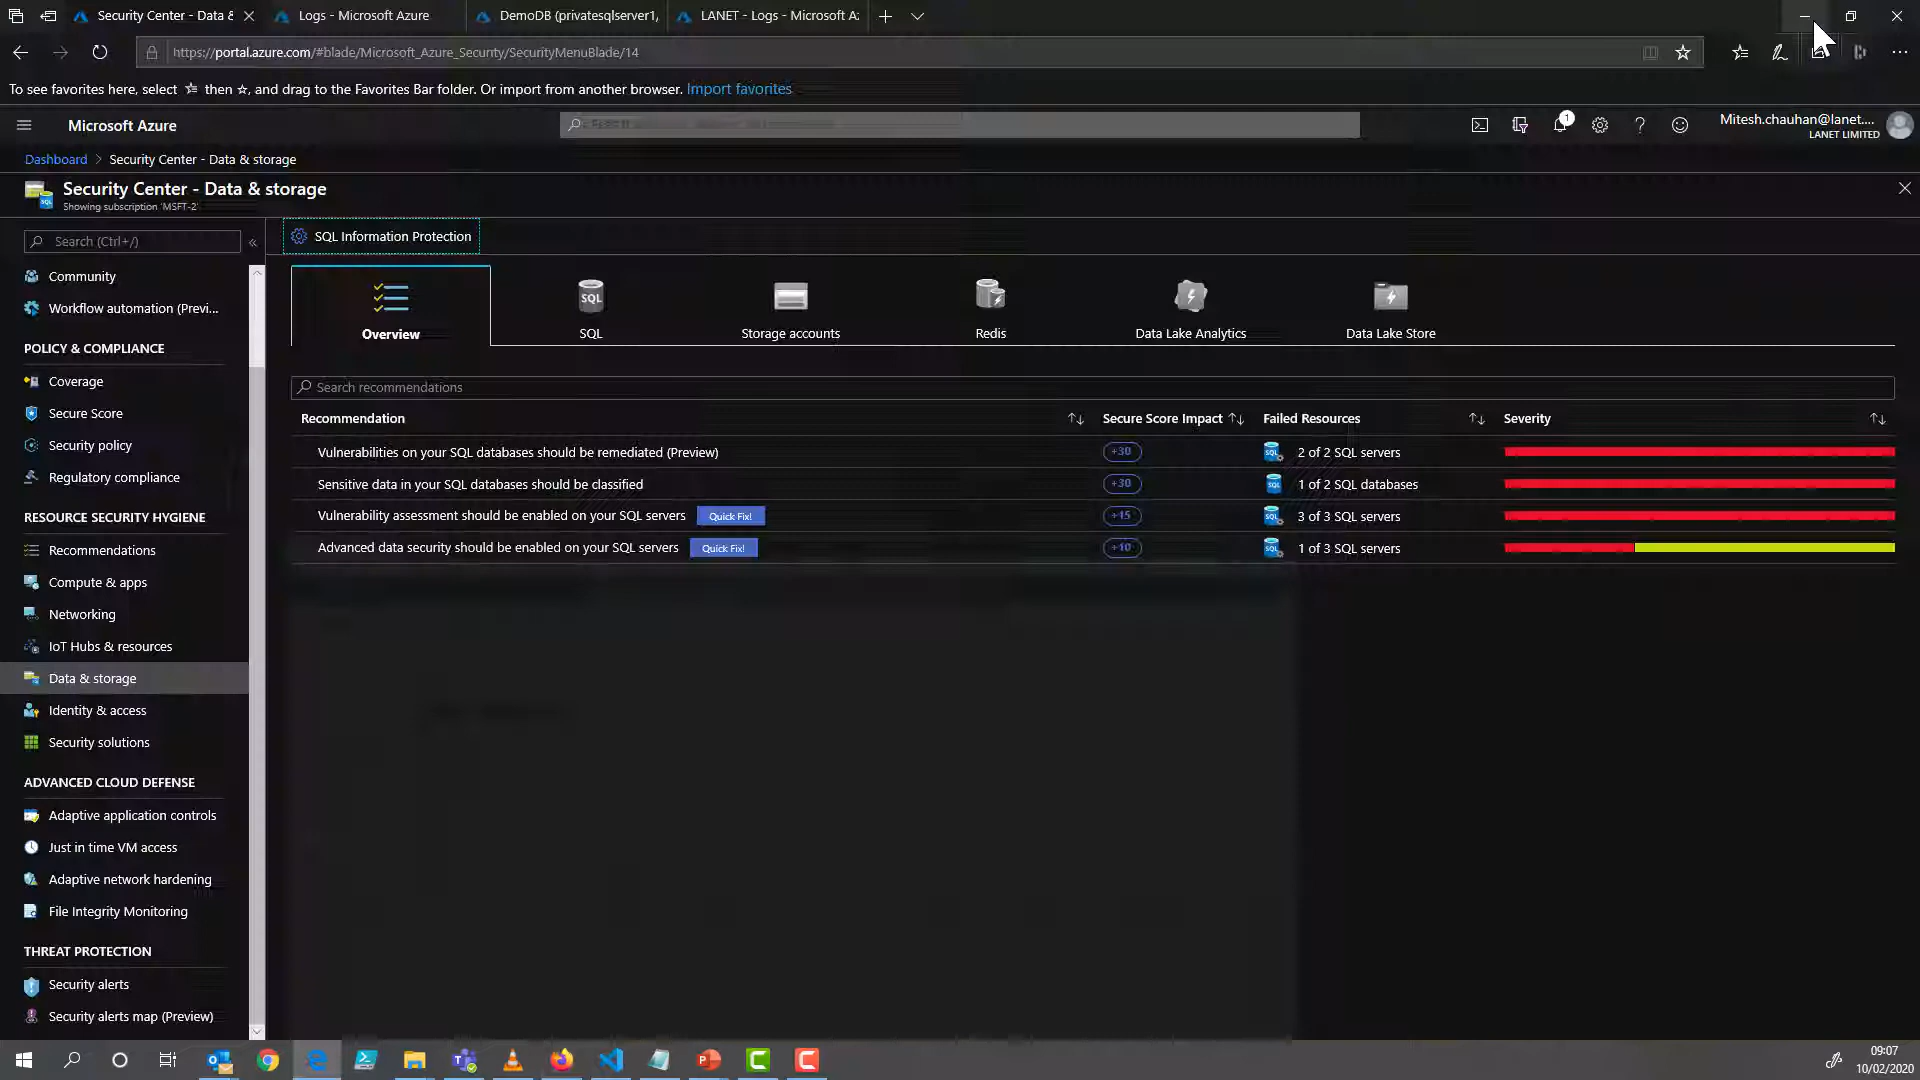 Security Center - Data &
Logs - Microsoft Azure
DemoDB (privatesqlserver1,
LANET - Logs - Microsoft Az
https://portal.azure.com/#blade/Microsoft_Azure_Security/SecurityMenuBlade/14
To see favorites here, select then ☆, and drag to the Favorites Bar folder. Or import from another browser. Import favorites
Microsoft Azure
1
Mitesh.chauhan@lanet....
LANET LIMITED
Dashboard > Security Center - Data & storage
Security Center - Data & storage
Showing subscription 'MSFT-2'
Search (Ctrl+/)
«
Community
Workflow automation (Previ...
POLICY & COMPLIANCE
Coverage
Secure Score
Security policy
Regulatory compliance
RESOURCE SECURITY HYGIENE
Recommendations
Compute & apps
Networking
IoT Hubs & resources
Data & storage
Identity & access
Security solutions
ADVANCED CLOUD DEFENSE
Adaptive application controls
Just in time VM access
Adaptive network hardening
File Integrity Monitoring
THREAT PROTECTION
Security alerts
Security alerts map (Preview)
SQL Information Protection
Overview
SQL
SQL
Storage accounts
Redis
Data Lake Analytics
Data Lake Store
Search recommendations
Recommendation Secure Score Impact Failed Resources Severity
Vulnerabilities on your SQL databases should be remediated (Preview) +30 2 of 2 SQL servers
Sensitive data in your SQL databases should be classified +30 1 of 2 SQL databases
Vulnerability assessment should be enabled on your SQL servers Quick Fix! +15 3 of 3 SQL servers
Advanced data security should be enabled on your SQL servers Quick Fix! +10 1 of 3 SQL servers
09:07
10/02/2020